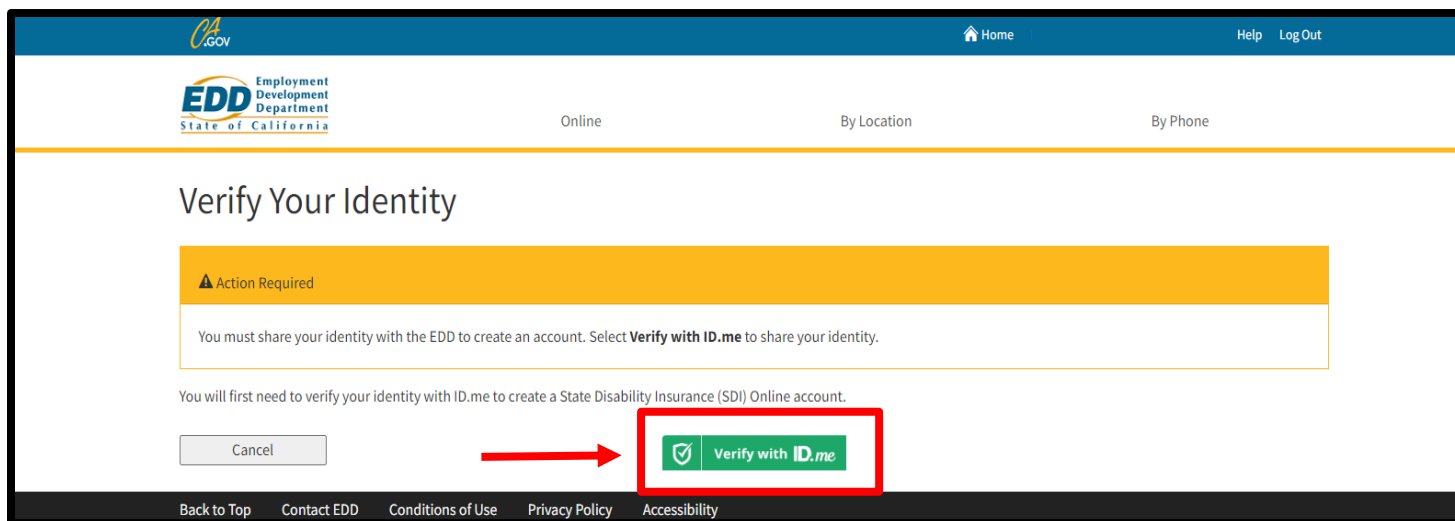 CA.GOV
Home
Help Log Out
EDD Employment Development Department
State of California
Online By Location By Phone
Verify Your Identity
Action Required
You must share your identity with the EDD to create an account. Select Verify with ID.me to share your identity.
You will first need to verify your identity with ID.me to create a State Disability Insurance (SDI) Online account.
Cancel Verify with ID.me
Back to Top Contact EDD Conditions of Use Privacy Policy Accessibility